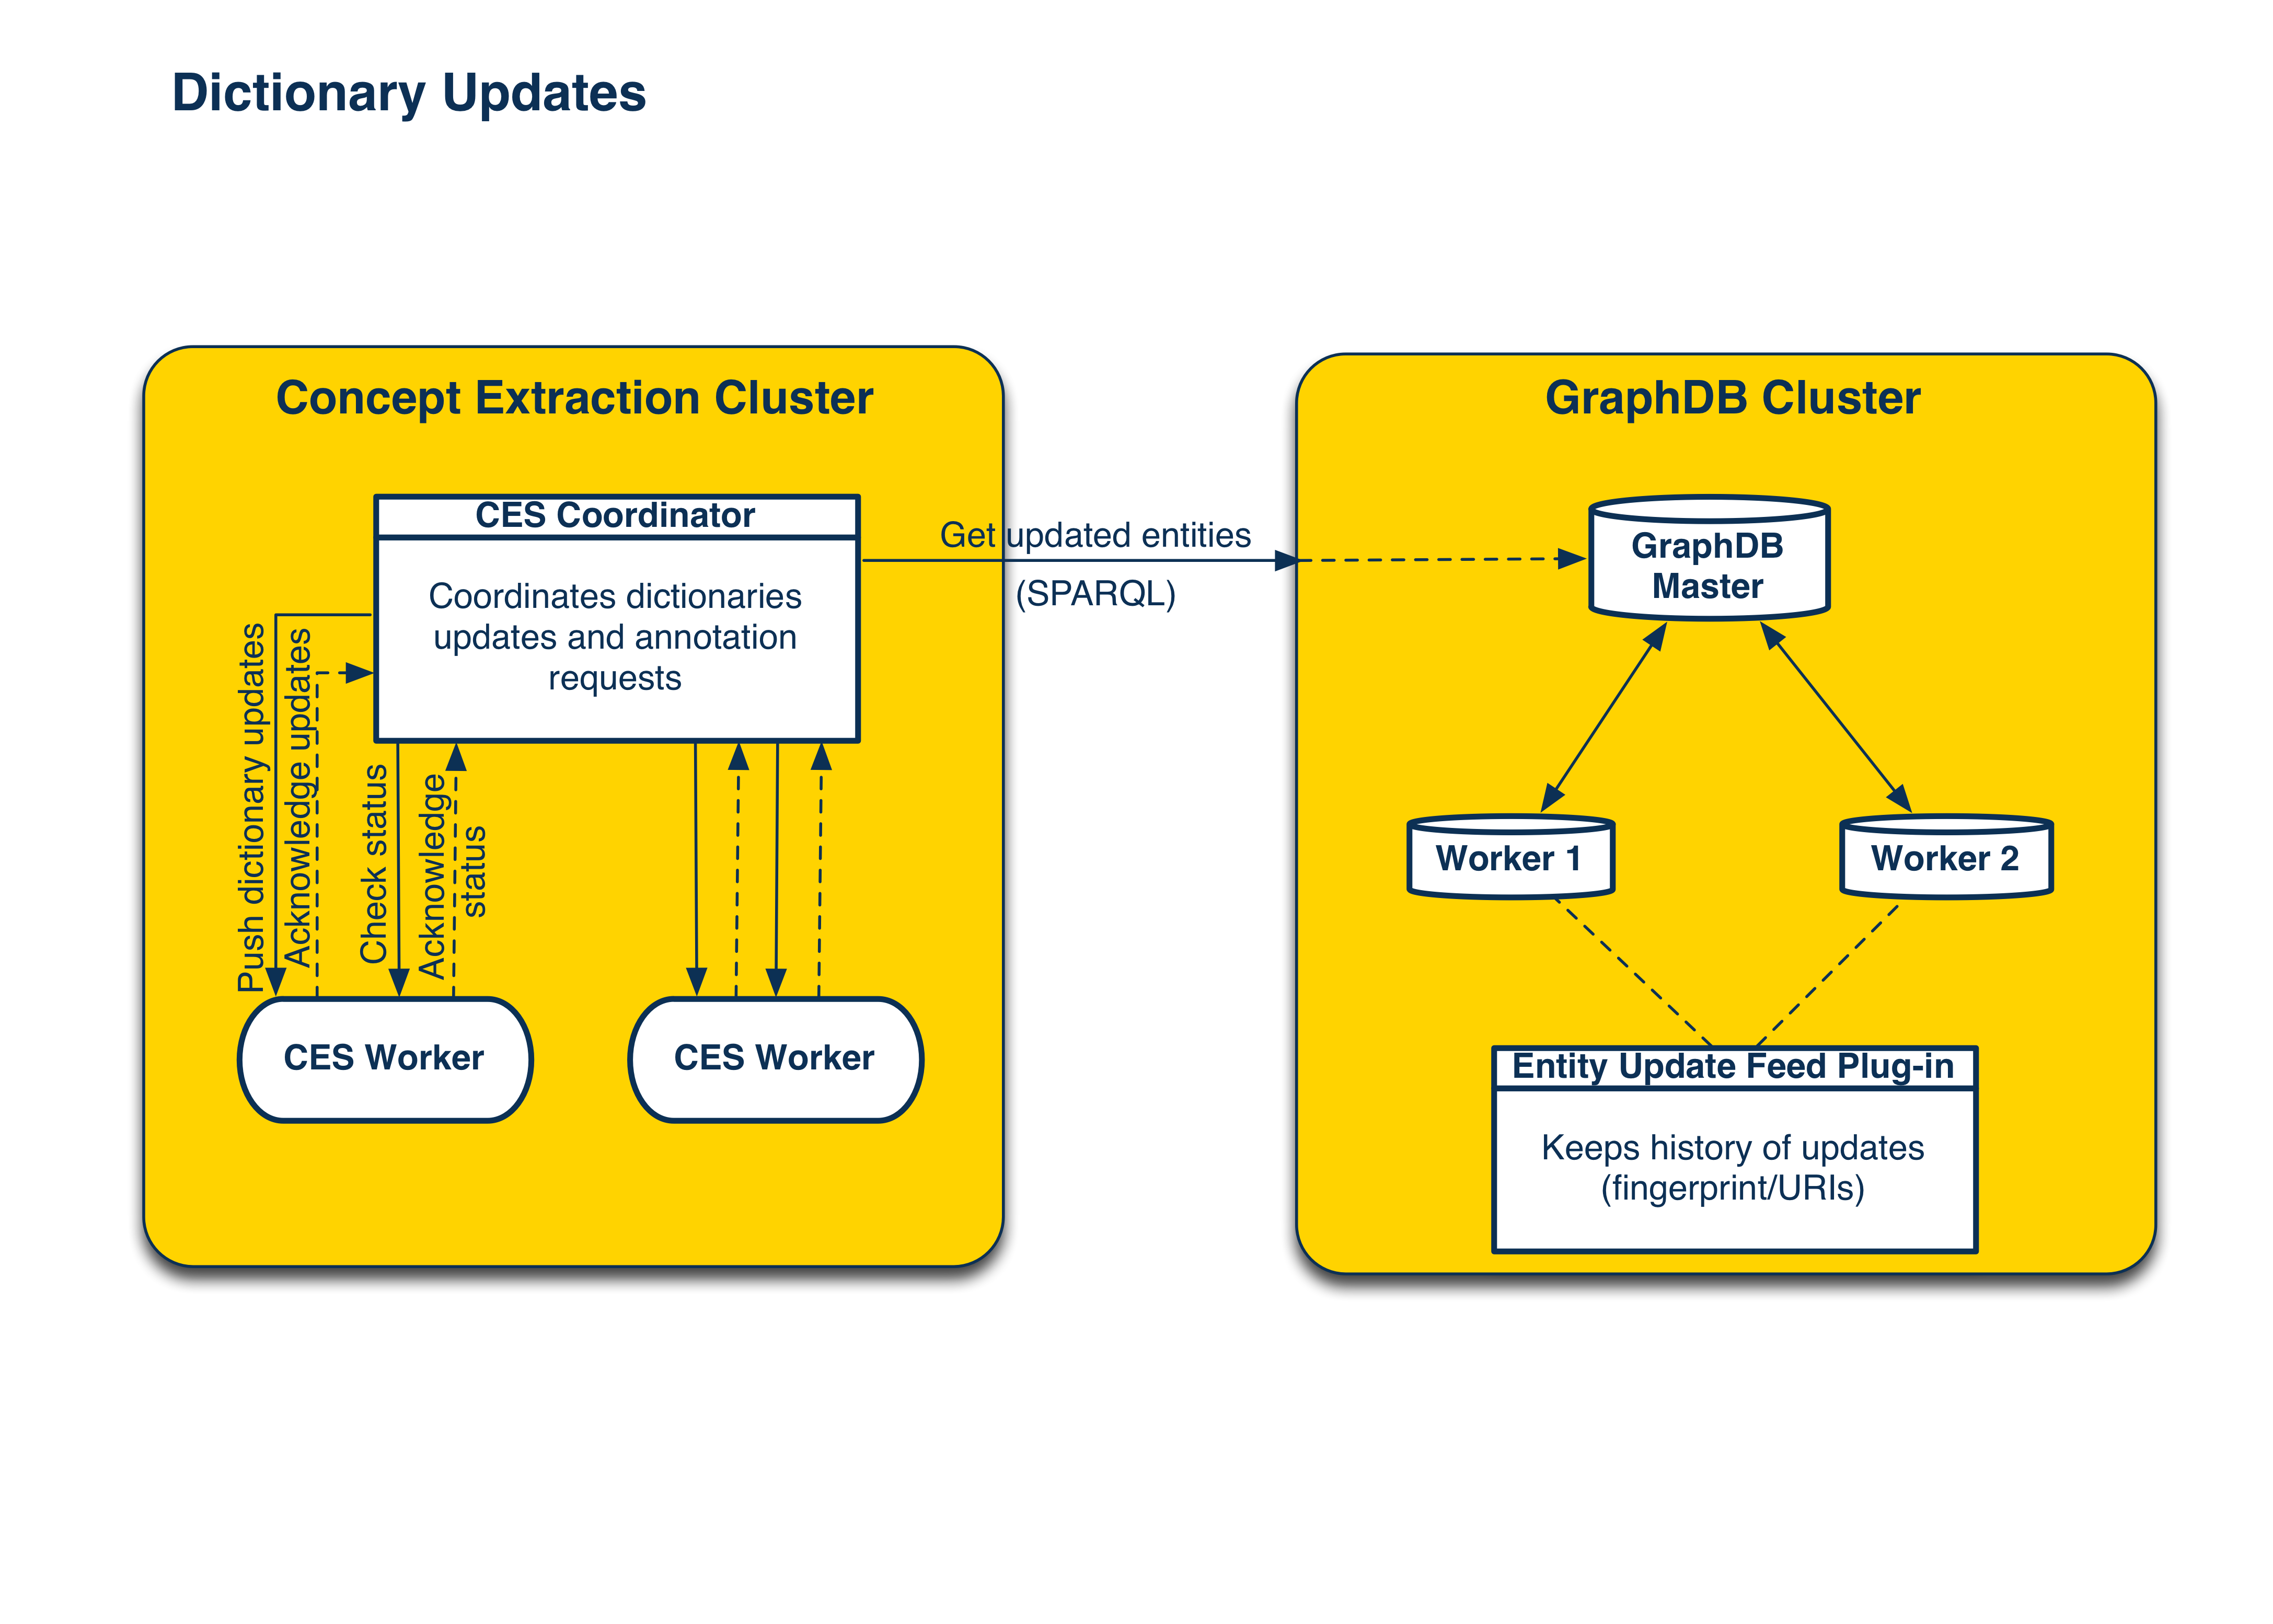 Dictionary Updates
Concept Extraction Cluster
CES Coordinator
Coordinates dictionaries
updates and annotation
requests
Push dictionary updates
Acknowledge updates
Check status
Acknowledge
status
CES Worker
CES Worker
Get updated entities
(SPARQL)
GraphDB Cluster
GraphDB
Master
Worker 1
Worker 2
Entity Update Feed Plug-in
Keeps history of updates
(fingerprint/URIs)